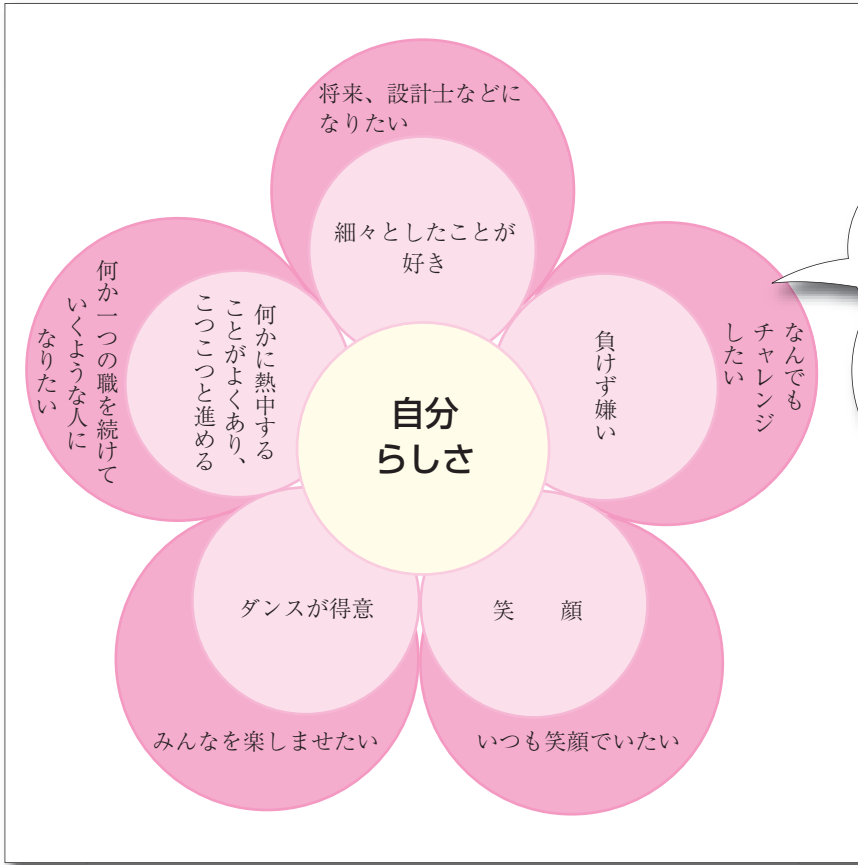 将来、設計士などに
なりたい
細々としたことが
好き
なんでも
チャレンジ
したい
負けず嫌い
自分
らしさ
何かに熱中する
ことがよくあり、
こつこつと進める
何か一つの職を続けて
いくような人に
なりたい
笑　顔
いつも笑顔でいたい
ダンスが得意
みんなを楽しませたい